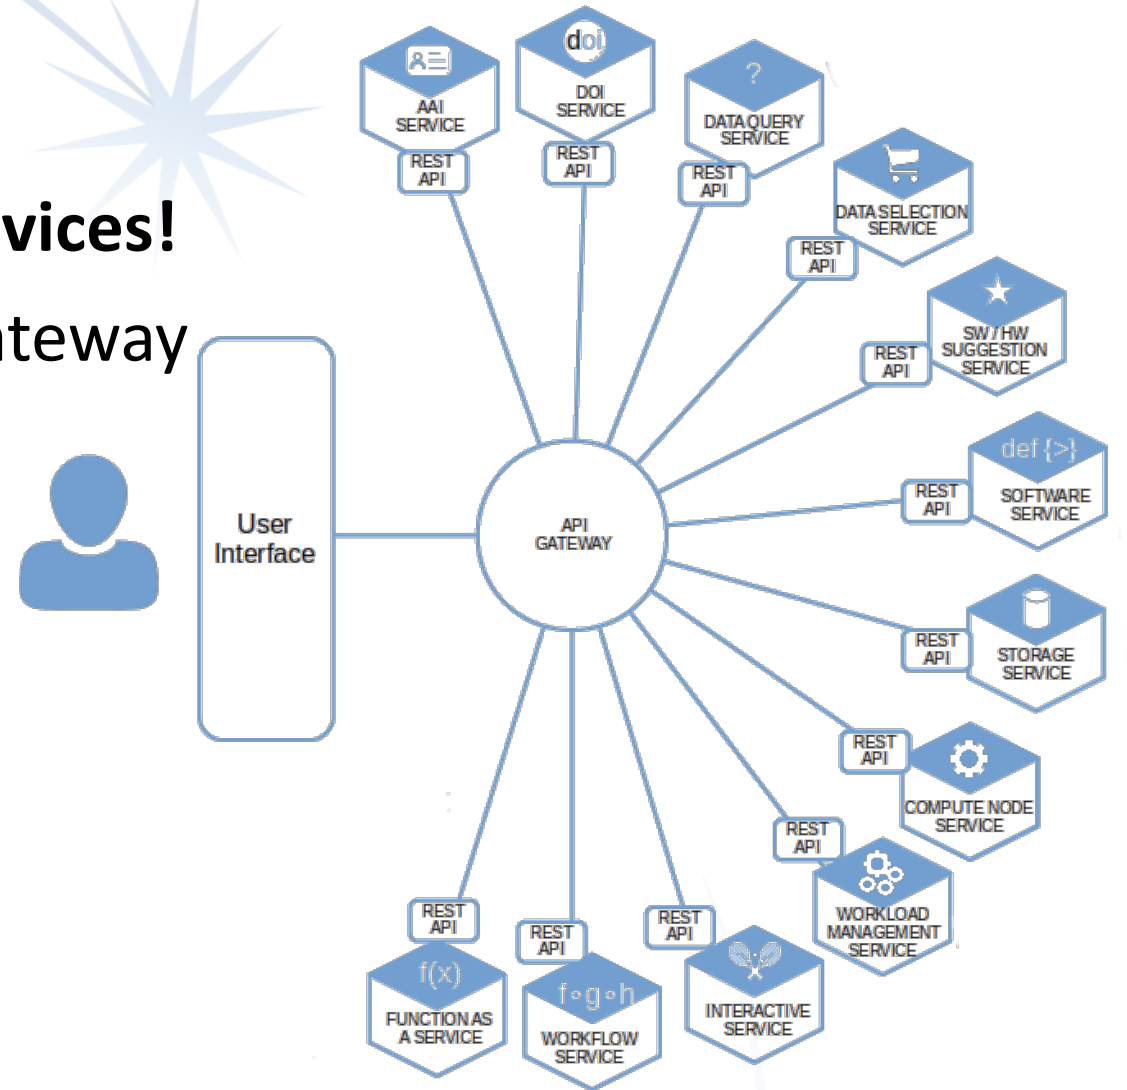 doi
AAI
SERVICE
REST
API
DOI
SERVICE
REST
API
?
DATA QUERY
SERVICE
REST
API
DATA SELECTION
SERVICE
REST
API
vices!
ateway
SW / HW
SUGGESTION
SERVICE
REST
API
def {>}
SOFTWARE
SERVICE
REST
API
User
Interface
API
GATEWAY
STORAGE
SERVICE
REST
API
COMPUTE NODE
SERVICE
REST
API
WORKLOAD
MANAGEMENT
SERVICE
REST
API
INTERACTIVE
SERVICE
REST
API
f∘g∘h
WORKFLOW
SERVICE
REST
API
f(x)
FUNCTION AS
A SERVICE
REST
API